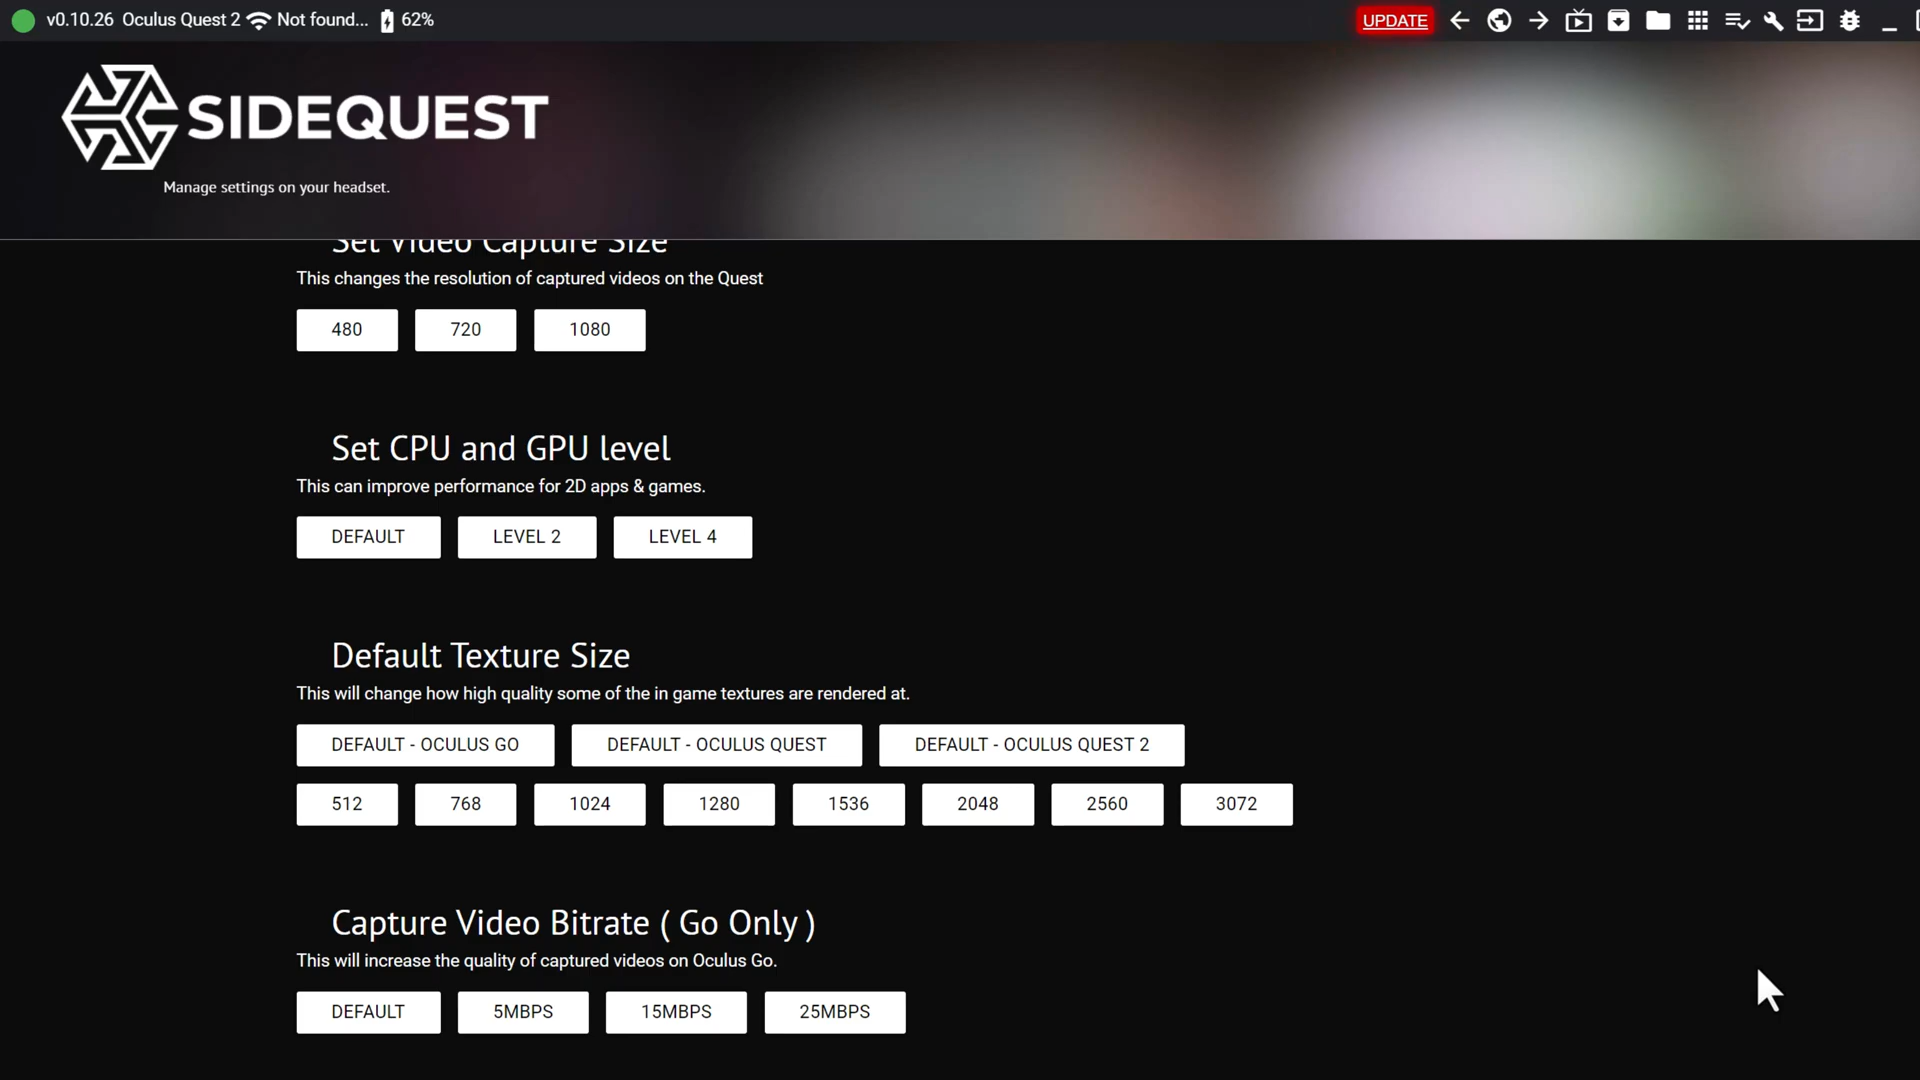 v0.10.26 Oculus Quest 2 Not found... 62% UPDATE
SIDEQUEST
Manage settings on your headset.
Set Video Capture Size
This changes the resolution of captured videos on the Quest
480 720 1080
Set CPU and GPU level
This can improve performance for 2D apps & games.
DEFAULT LEVEL 2 LEVEL 4
Default Texture Size
This will change how high quality some of the in game textures are rendered at.
DEFAULT - OCULUS GO DEFAULT - OCULUS QUEST DEFAULT - OCULUS QUEST 2
512 768 1024 1280 1536 2048 2560 3072
Capture Video Bitrate ( Go Only )
This will increase the quality of captured videos on Oculus Go.
DEFAULT 5MBPS 15MBPS 25MBPS